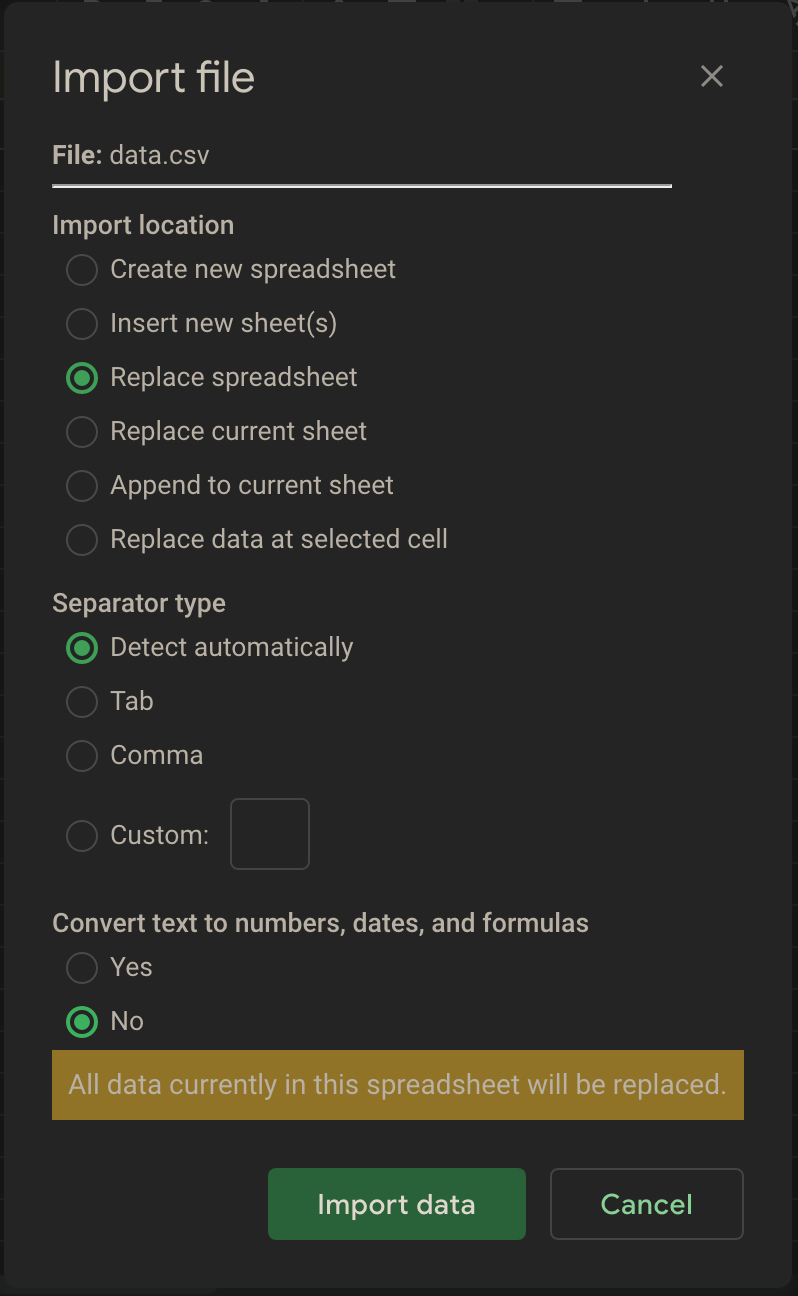 Import file
File: data.csv
Import location
Create new spreadsheet
Insert new sheet(s)
Replace spreadsheet
Replace current sheet
Append to current sheet
Replace data at selected cell
Separator type
Detect automatically
Tab
Comma
Custom:
Convert text to numbers, dates, and formulas
Yes
No
All data currently in this spreadsheet will be replaced.
Import data
Cancel